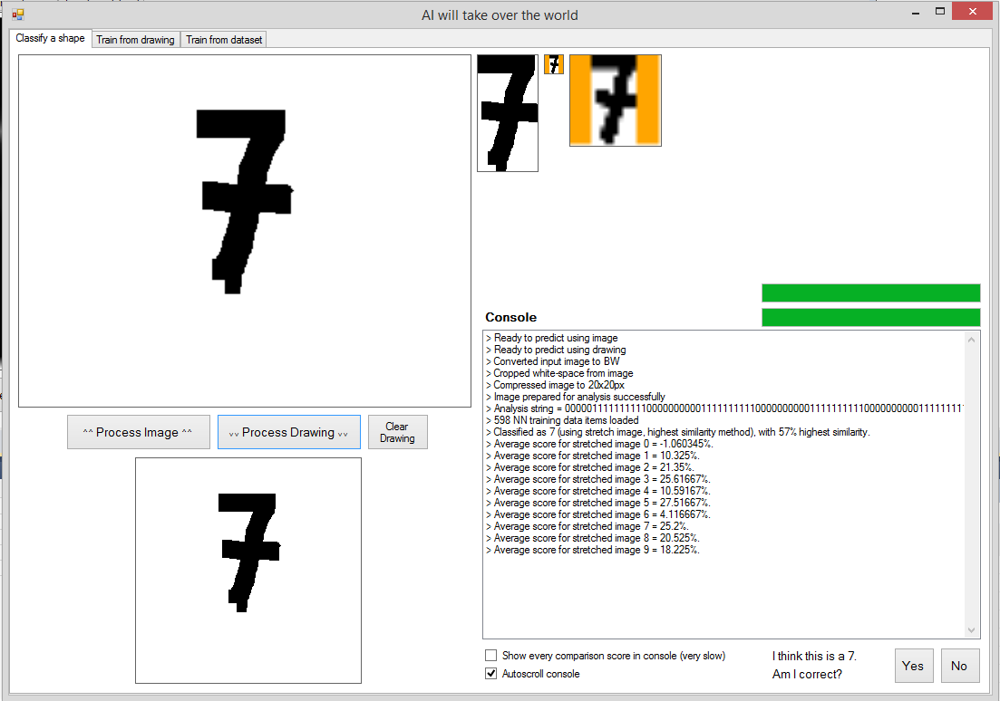 AI will take over the world
Classify a shape
Train from drawing
Train from dataset
7
7
7
7
Console
> Ready to predict using image
> Ready to predict using drawing
> Converted input image to BW
> Cropped white-space from image
> Compressed image to 20x20px
> Image prepared for analysis successfully
> Analysis string = 
> 598 NN training data items loaded
> Classified as 7 (using stretch image, highest similarity method), with 57% highest similarity.
> Average score for stretched image 0 = -1.060345%.
> Average score for stretched image 1 = 10.325%.
> Average score for stretched image 2 = 21.35%.
> Average score for stretched image 3 = 25.61667%.
> Average score for stretched image 4 = 10.59167%.
> Average score for stretched image 5 = 27.51667%.
> Average score for stretched image 6 = 4.116667%.
> Average score for stretched image 7 = 25.2%.
> Average score for stretched image 8 = 20.525%.
> Average score for stretched image 9 = 18.225%.
^^ Process Image ^^
vv Process Drawing vv
Clear
Drawing
7
Show every comparison score in console (very slow)
Autoscroll console
I think this is a 7.
Am I correct?
Yes
No